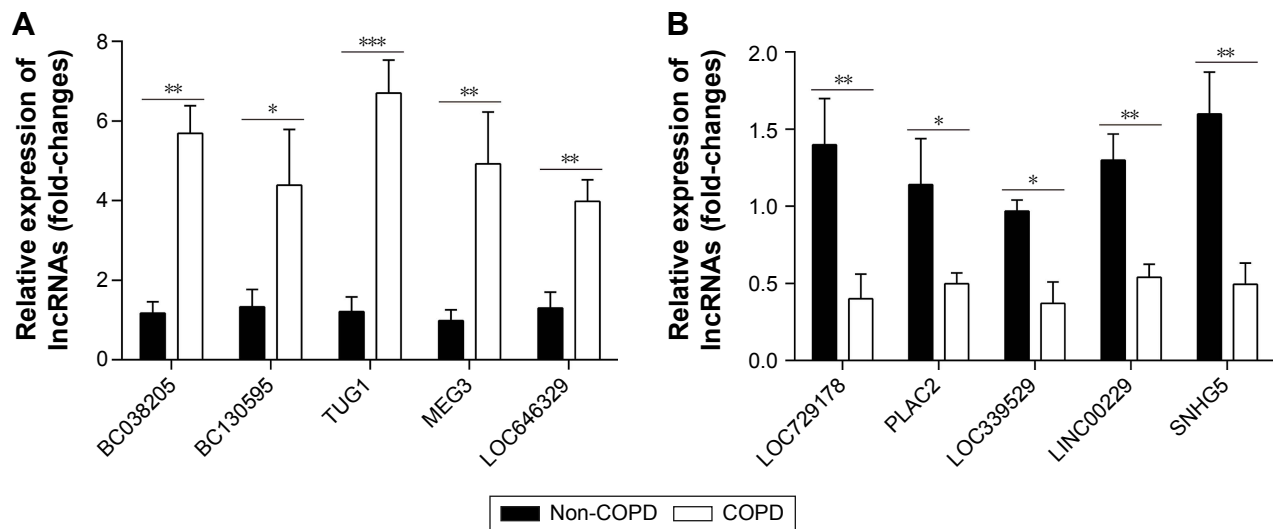 A
Relative expression of
lncRNAs (fold-changes)
8
6
4
2
0
**
*
***
**
**
BC038205
BC130595
TUG1
MEG3
LOC646329
B
Relative expression of
lncRNAs (fold-changes)
2.0
1.5
1.0
0.5
0.0
**
*
*
**
**
LOC729178
PLAC2
LOC339529
LINC00229
SNHG5
Non-COPD
COPD